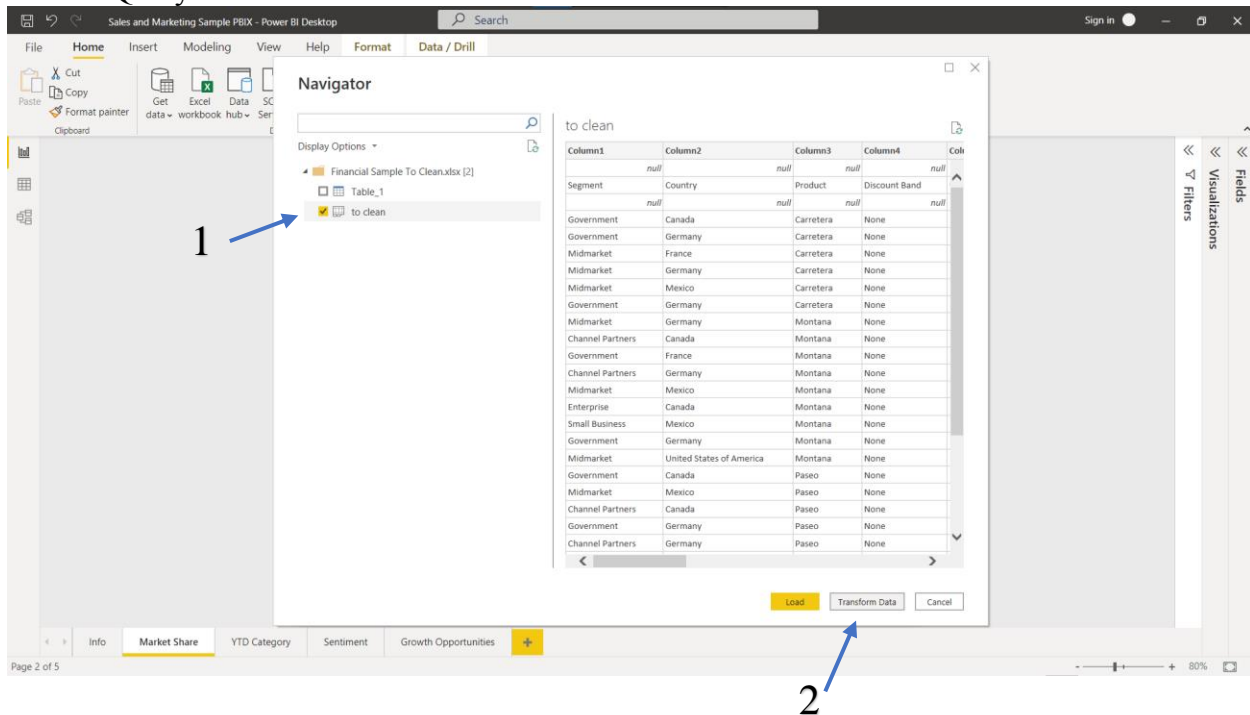 Sales and Marketing Sample PBIX - Power BI Desktop
Search
Sign in
File Home Insert Modeling View Help Format Data / Drill
Paste
Cut
Copy
Format painter
Clipboard
Get data
Excel workbook
Data hub
Navigator
Display Options
Financial Sample To Clean.xlsx [2]
Table_1
to clean
1
to clean
Column1 Column2 Column3 Column4
null null null null
Segment Country Product Discount Band
null null null null
Government Canada Carretera None
Government Germany Carretera None
Midmarket France Carretera None
Midmarket Germany Carretera None
Midmarket Mexico Carretera None
Government Germany Carretera None
Midmarket Germany Montana None
Channel Partners Canada Montana None
Government France Montana None
Channel Partners Germany Montana None
Midmarket Mexico Montana None
Enterprise Canada Montana None
Small Business Mexico Montana None
Government Germany Montana None
Midmarket United States of America Montana None
Government Canada Paseo None
Midmarket Mexico Paseo None
Channel Partners Canada Paseo None
Government Germany Paseo None
Channel Partners Germany Paseo None
Load Transform Data Cancel
Filters
Visualizations
Fields
Info Market Share YTD Category Sentiment Growth Opportunities +
Page 2 of 5
- + 80%
2